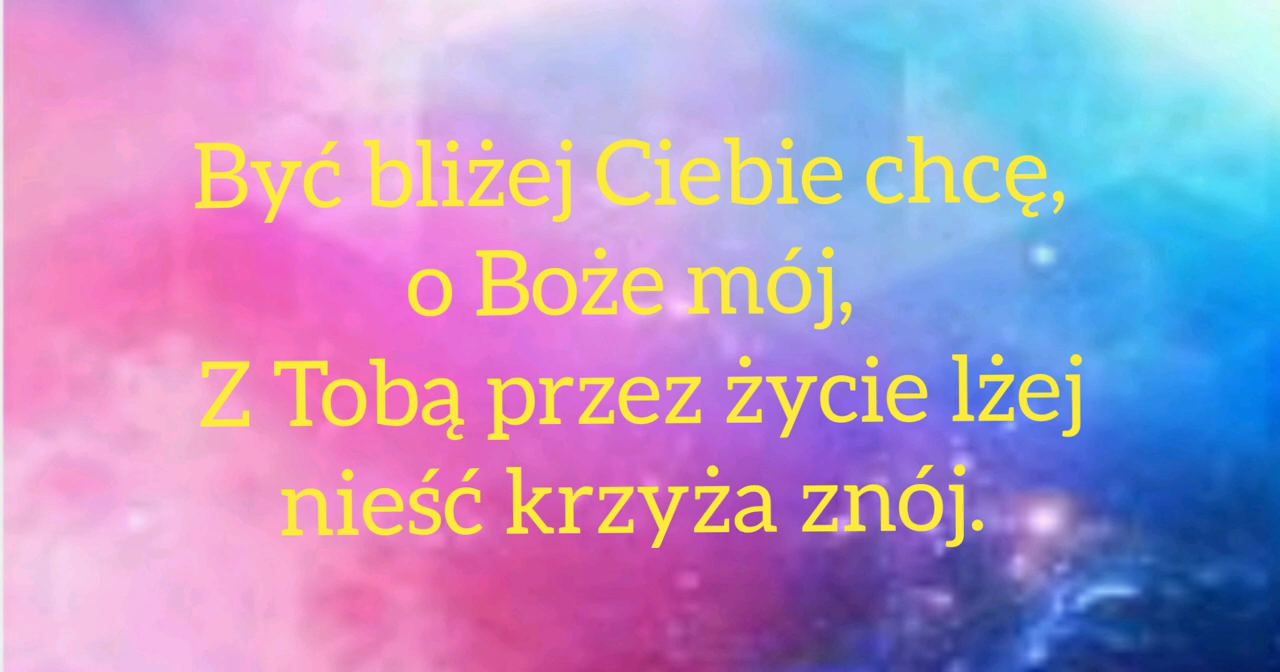 Być bliżej Ciebie chcę,
o Boże mój,
Z Tobą przez życie lżej
nieść krzyża znój.